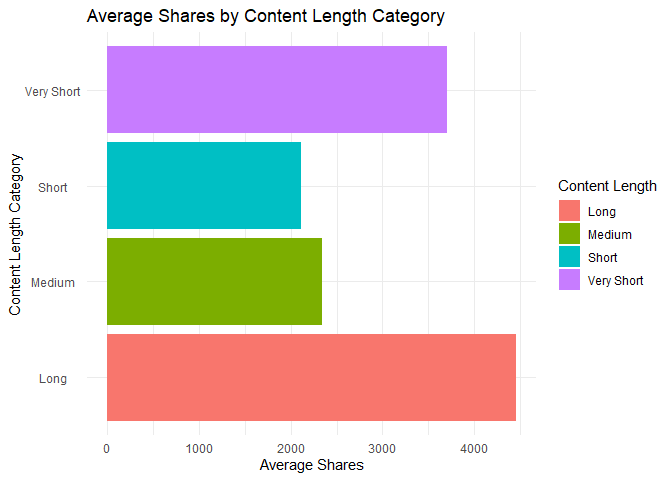 Average Shares by Content Length Category
Content Length Category
Very Short
Short
Medium
Long
0 1000 2000 3000 4000
Average Shares
Content Length
Long
Medium
Short
Very Short